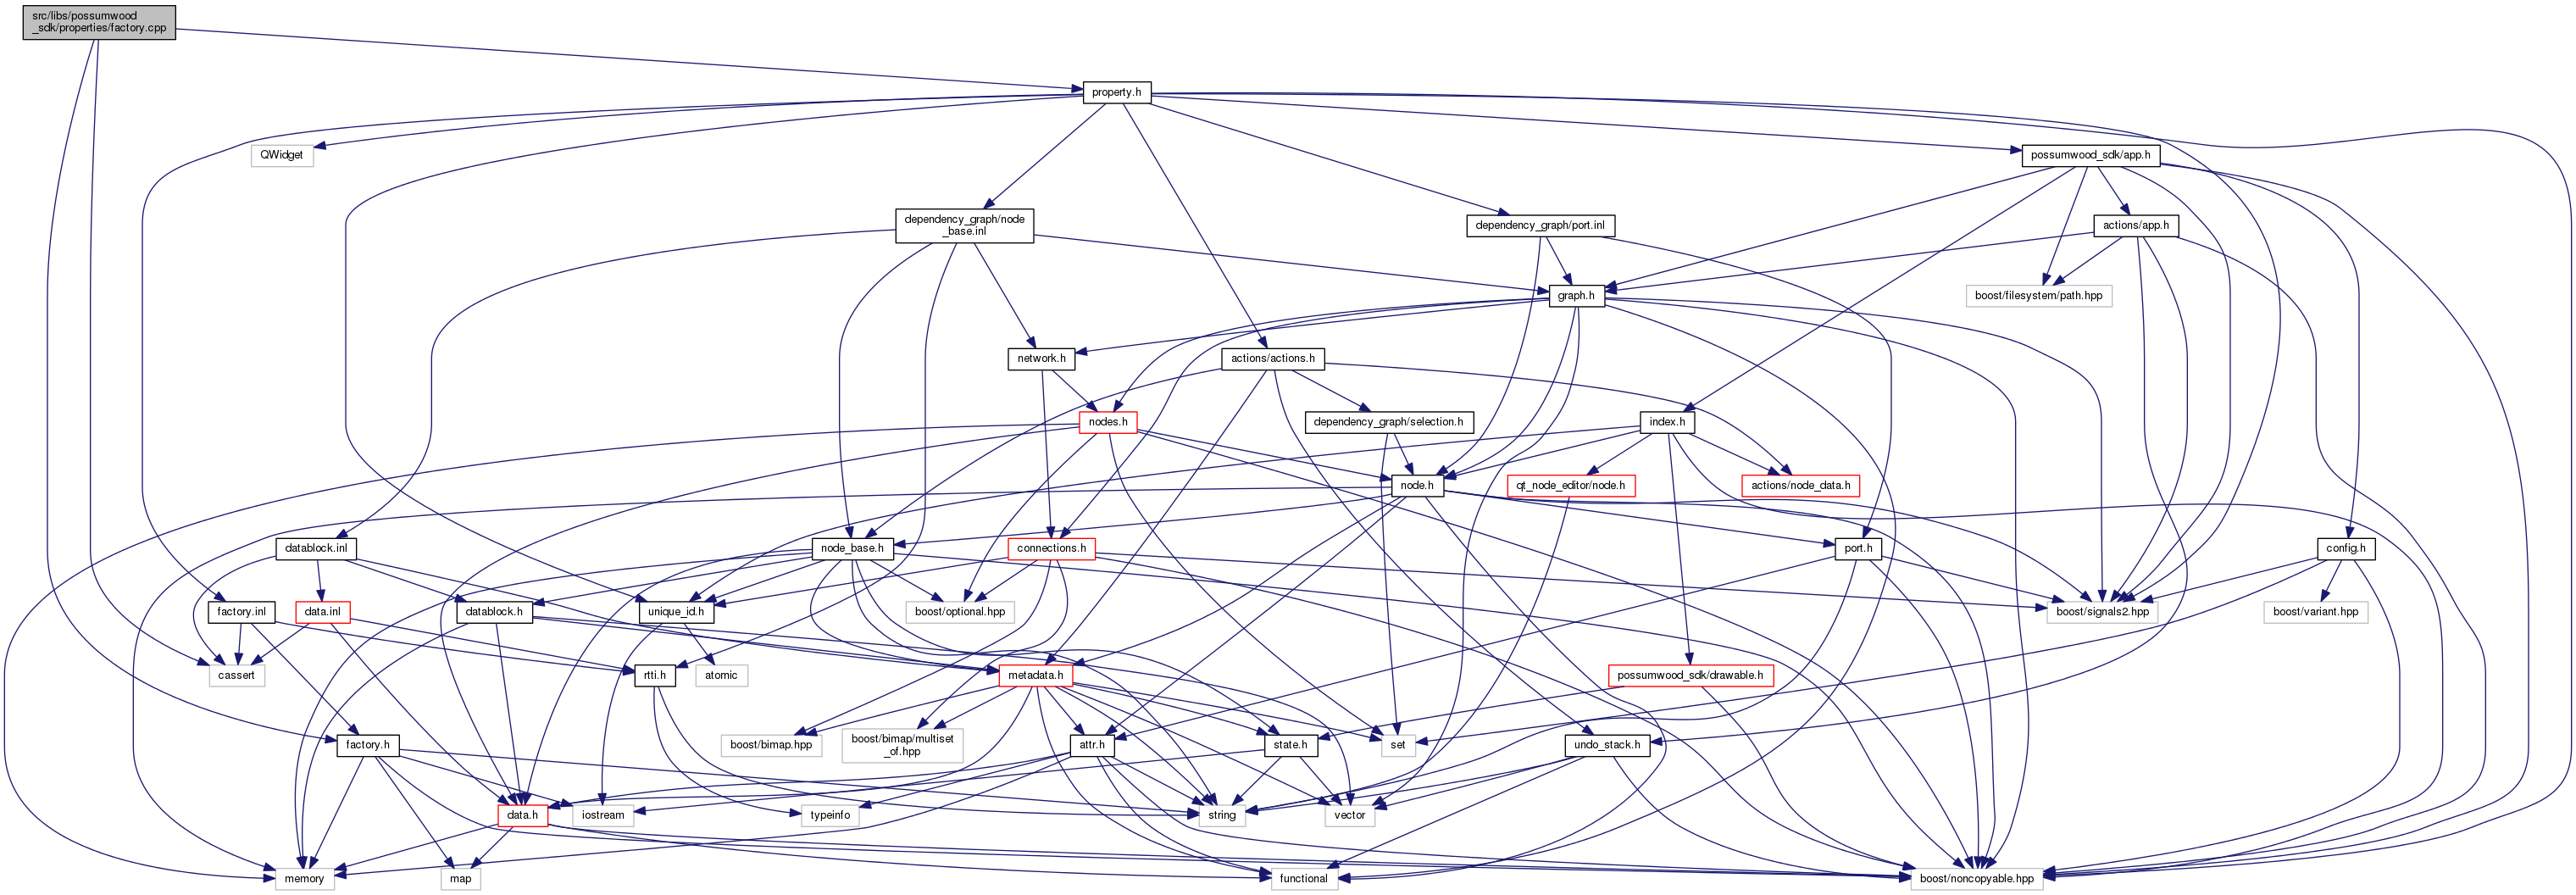 src/libs/possumwood
_sdk/properties/factory.cpp
property.h
QWidget
possumwood_sdk/app.h
dependency_graph/node
_base.inl
dependency_graph/port.inl
actions/app.h
graph.h
boost/filesystem/path.hpp
network.h
actions/actions.h
nodes.h
dependency_graph/selection.h
index.h
node.h
qt_node_editor/node.h
actions/node_data.h
datablock.inl
node_base.h
connections.h
port.h
config.h
factory.inl
data.inl
datablock.h
unique_id.h
boost/optional.hpp
boost/signals2.hpp
boost/variant.hpp
cassert
rtti.h
atomic
metadata.h
possumwood_sdk/drawable.h
factory.h
boost/bimap.hpp
boost/bimap/multiset
_of.hpp
attr.h
state.h
set
undo_stack.h
data.h
iostream
typeinfo
string
vector
memory
map
functional
boost/noncopyable.hpp